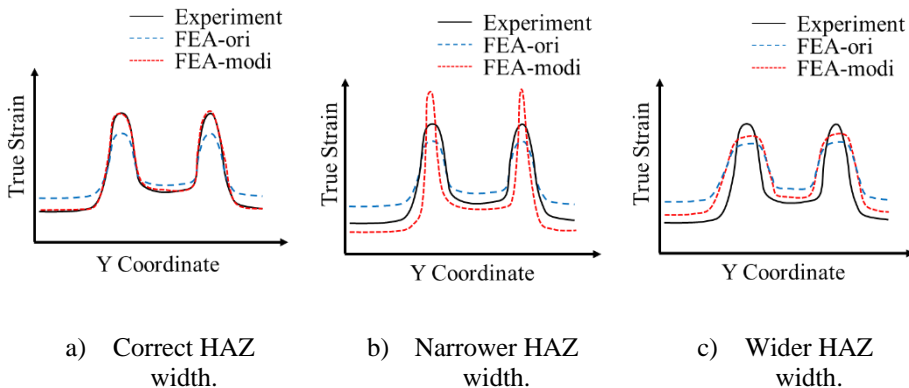 Experiment
FEA-ori
FEA-modi
True Strain
Y Coordinate
a) Correct HAZ
width.
Experiment
FEA-ori
FEA-modi
True Strain
Y Coordinate
b) Narrower HAZ
width.
Experiment
FEA-ori
FEA-modi
True Strain
Y Coordinate
c) Wider HAZ
width.